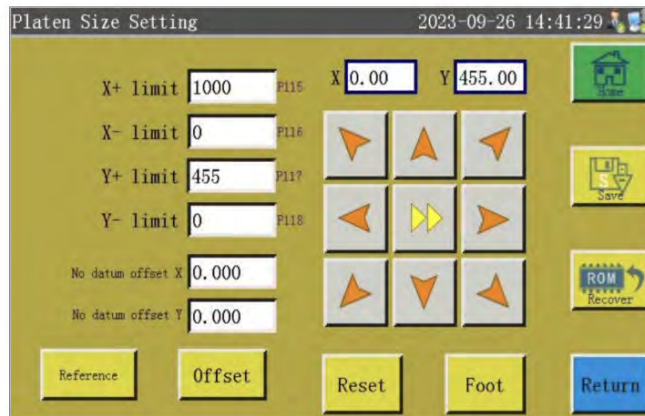 Platen Size Setting 2023-09-26 14:41:29
X+ limit 1000 P115
X- limit 0 P116
Y+ limit 455 P117
Y- limit 0 P118
No datum offset X 0.000
No datum offset Y 0.000
Reference
Offset
X 0.00 Y 455.00
Reset
Foot
Home
S
Save
ROM
Recover
Return